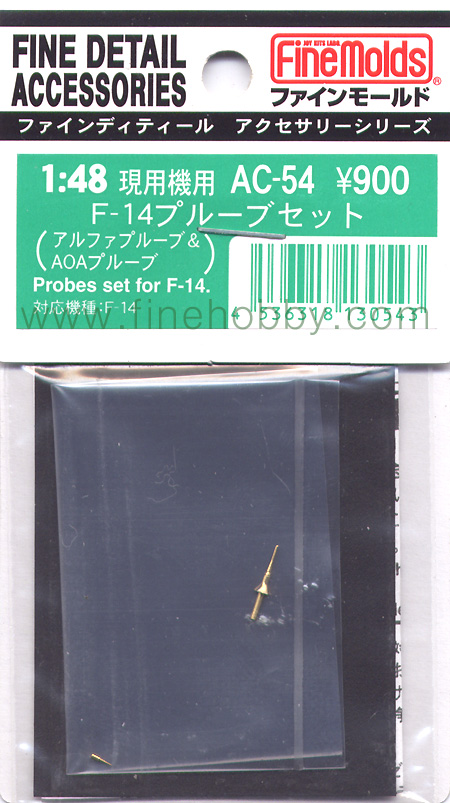 FINE DETAIL
ACCESSORIES
JOY KITS LABO.
FineMolds®
ファインモールド
ファインディティール アクセサリーシリーズ
1:48 現用機用 AC-54 ¥900
F-14プルーブセット
(アルファプルーブ&
AOAプルーブ)
Probes set for F-14.
対応機種:F-14
4 536318 130543
www.finehobby.com